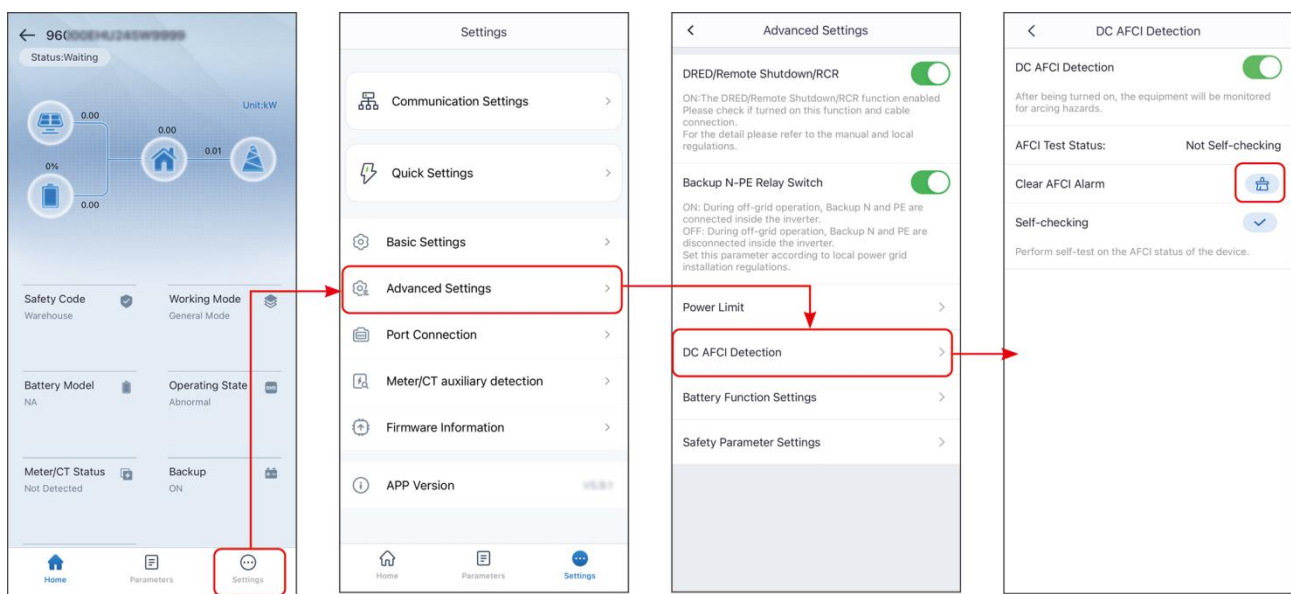 Status:Waiting
Unit:kW
0.00
0.00
0.01
0%
0.00
Safety Code
Warehouse
Working Mode
General Mode
Battery Model
NA
Operating State
Abnormal
Meter/CT Status
Not Detected
Backup
ON
Home
Parameters
Settings
Settings
Communication Settings
Quick Settings
Basic Settings
Advanced Settings
Port Connection
Meter/CT auxiliary detection
Firmware Information
APP Version
Home
Parameters
Settings
Advanced Settings
DRED/Remote Shutdown/RCR
ON:The DRED/Remote Shutdown/RCR function enabled
Please check if turned on this function and cable
connection.
For the detail please refer to the manual and local
regulations.
Backup N-PE Relay Switch
ON: During off-grid operation, Backup N and PE are
connected inside the inverter.
OFF: During off-grid operation, Backup N and PE are
disconnected inside the inverter.
Set this parameter according to local power grid
installation regulations.
Power Limit
DC AFCI Detection
Battery Function Settings
Safety Parameter Settings
DC AFCI Detection
DC AFCI Detection
After being turned on, the equipment will be monitored
for arcing hazards.
AFCI Test Status:
Not Self-checking
Clear AFCI Alarm
Self-checking
Perform self-test on the AFCI status of the device.